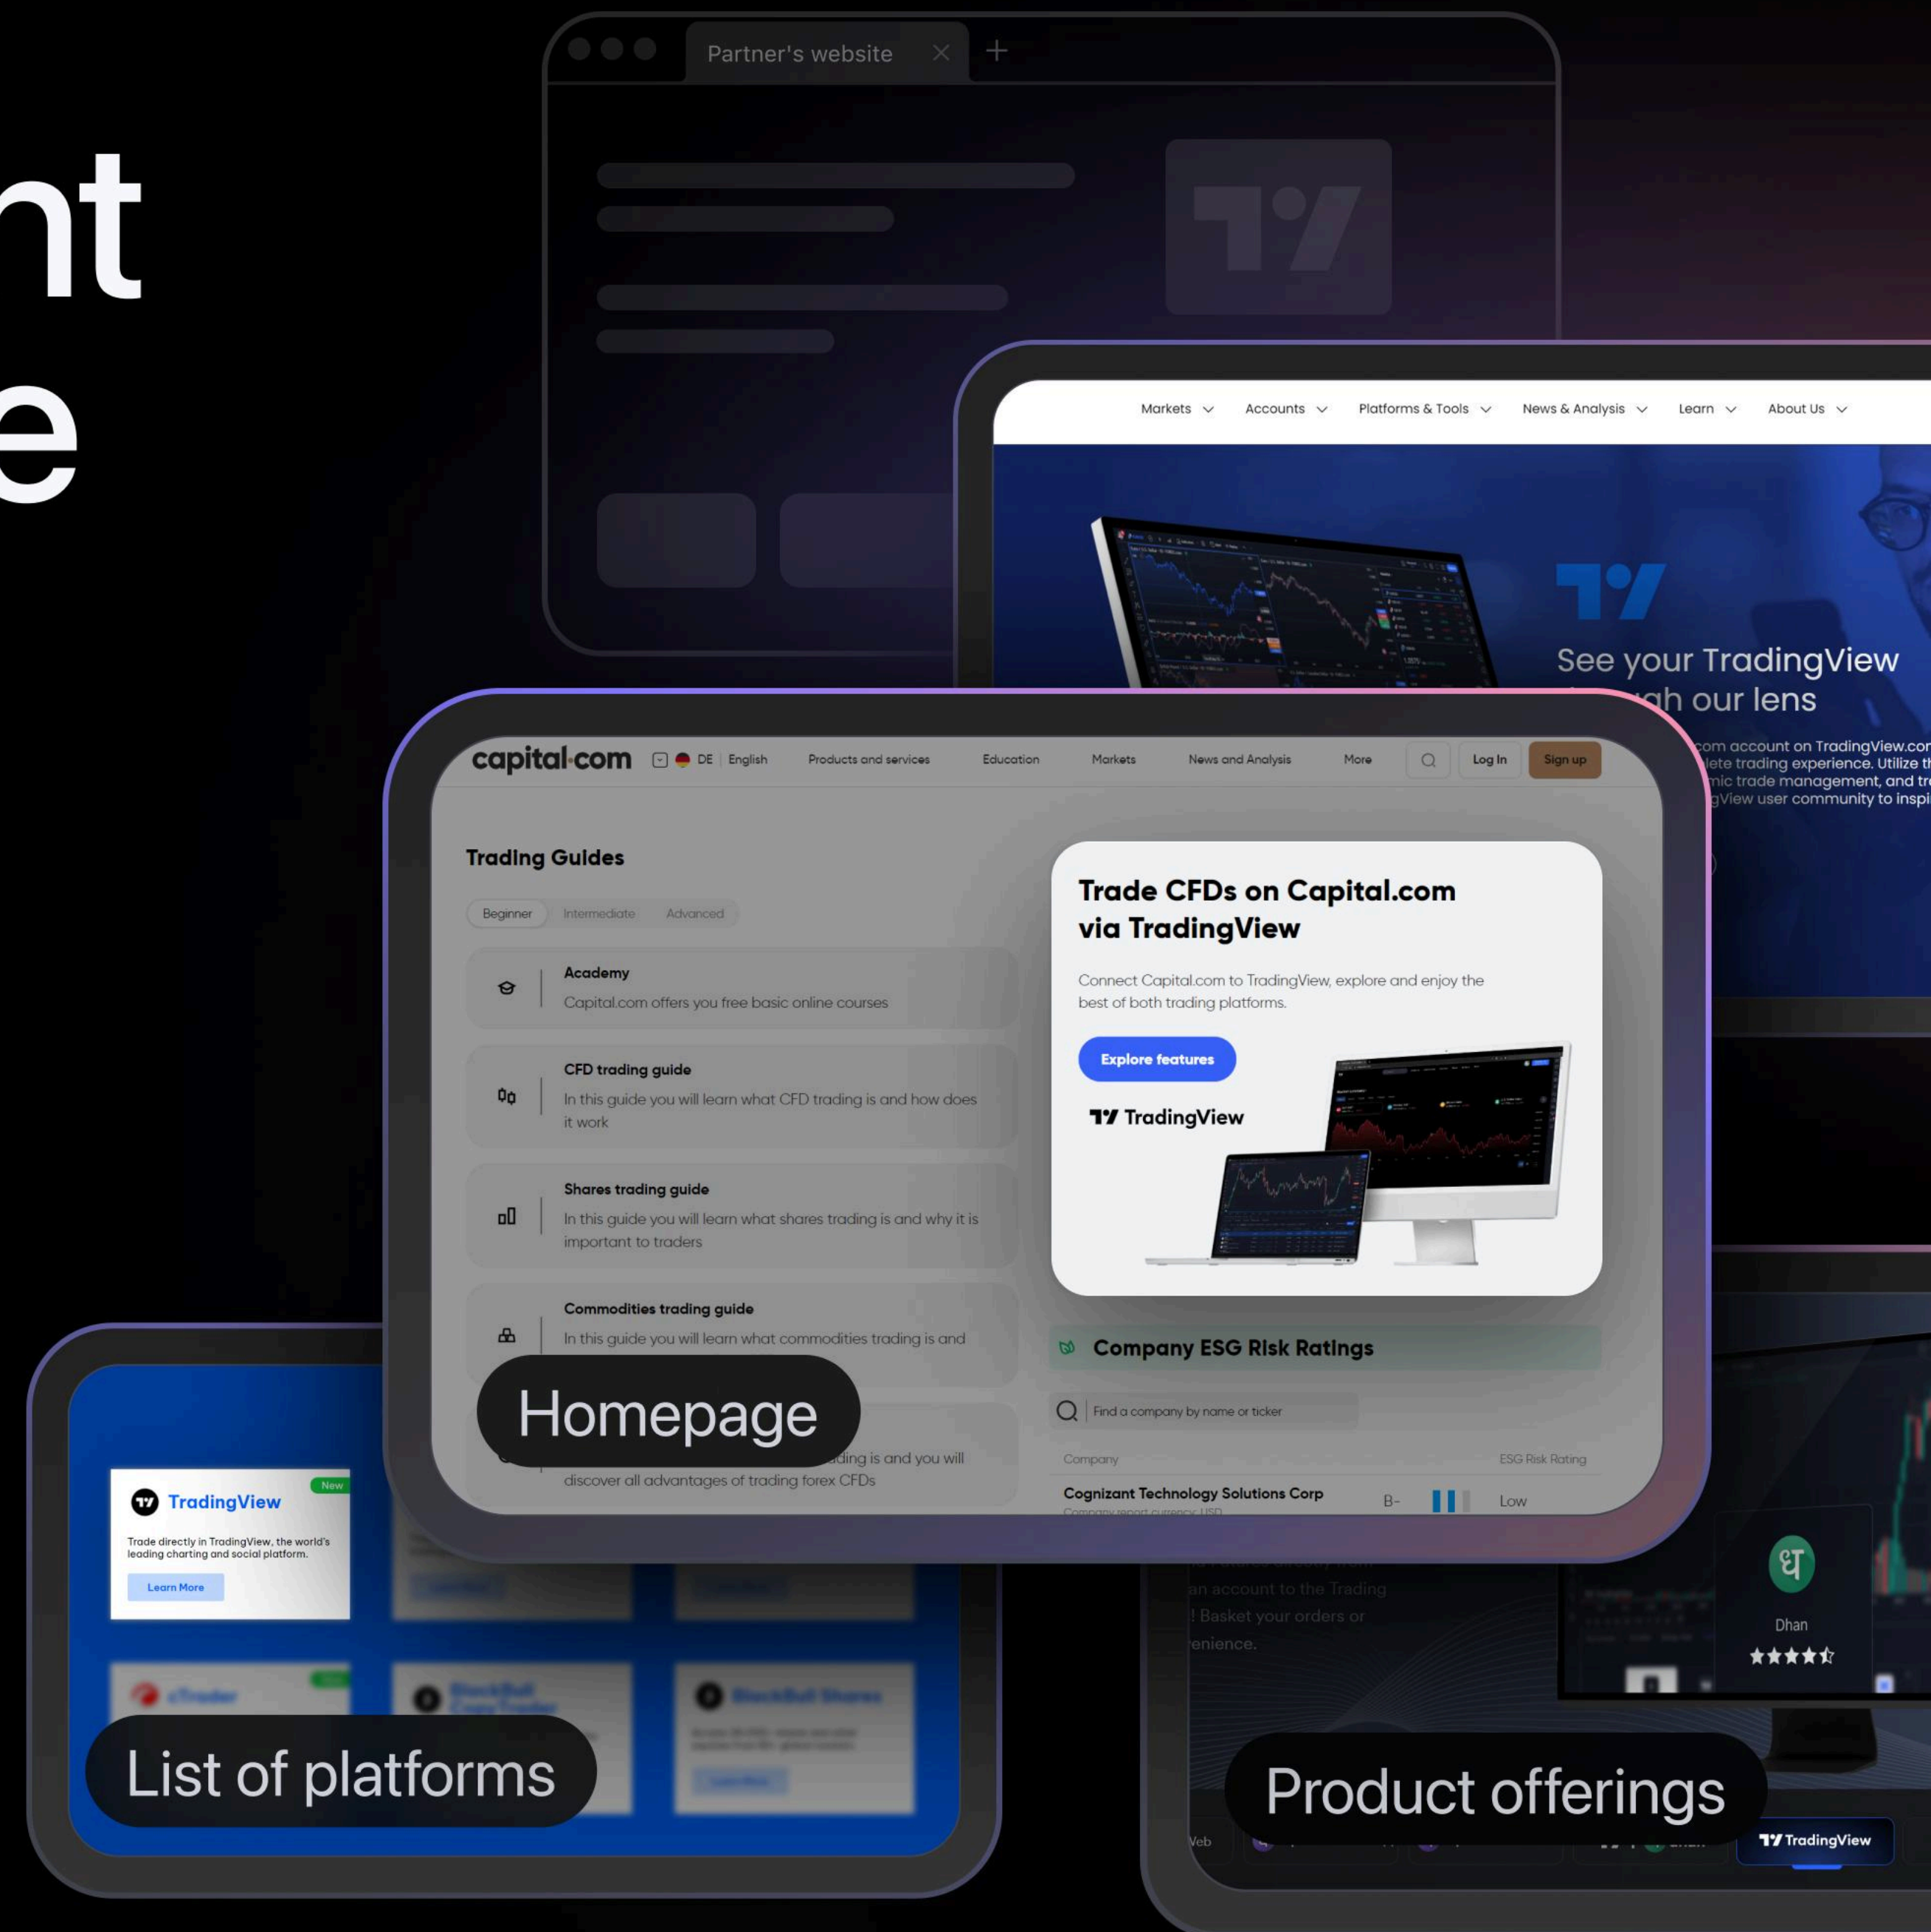 nt
e
Partner's website
Markets Accounts Platforms & Tools News & Analysis Learn About Us
See your TradingView
our lens
com account on TradingView.com
trading experience. Utilize
trade management, and
user community to
capital.com DE English Products and services Education Markets News and Analysis More Log In Sign up
Trading Guides
Beginner Intermediate Advanced
Academy
Capital.com offers you free basic online courses
CFD trading guide
In this guide you will learn what CFD trading is and how does
it work
Shares trading guide
In this guide you will learn what shares trading is and why it is
important to traders
Commodities trading guide
In this guide you will learn what commodities trading is and
is and you will
discover all advantages of trading forex CFDs
Homepage
Trade CFDs on Capital.com
via TradingView
Connect Capital.com to TradingView, explore and enjoy the
best of both trading platforms.
Explore features
TradingView
Company ESG Risk Ratings
Find a company by name or ticker
Company ESG Risk Rating
Cognizant Technology Solutions Corp B- Low
Company report currency: USD
TradingView New
Trade directly in TradingView, the world's
leading charting and social platform.
Learn More
cTrader
BlackBull
CopyTrader
BlackBull Shares
List of platforms
an account to the Trading
! Basket your orders or
Dhan
Product offerings
TradingView